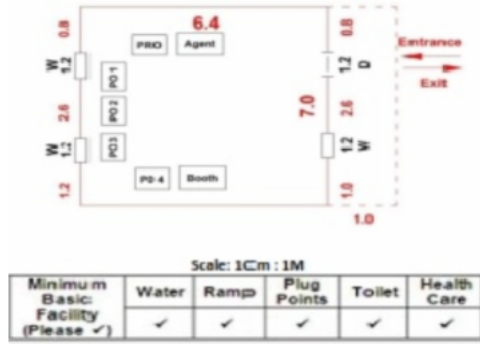 6.4
0.8
0.8
PRO
Agent
Entrance
W
1.2
1.2
D
PO 1
Exit
2.6
PO 2
7.0
2.6
W
1.2
PO3
1.2
W
1.2
PO 4
Booth
1.0
1.0
Scale: 1Cm : 1M
Minimum Basic Facility (Please ✓)
Water
Ramp
Plug Points
Toilet
Health Care
✓ ✓ ✓ ✓ ✓